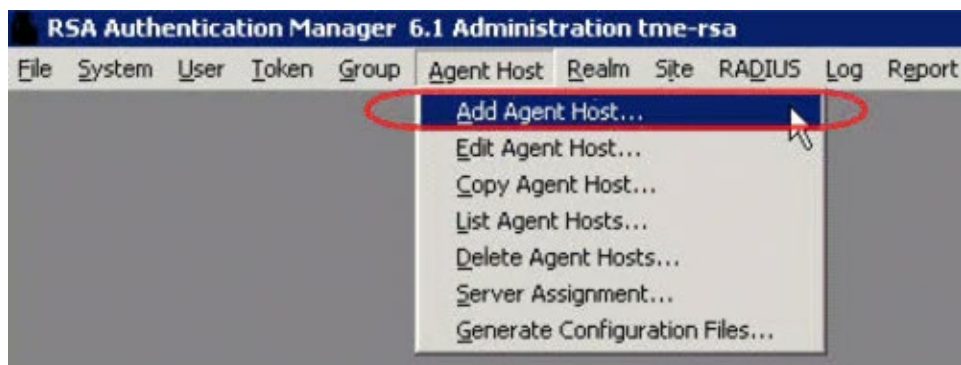 RSA Authentication Manager 6.1 Administration tme-rsa
File System User Token Group Agent Host Realm Site RADIUS Log Report
Add Agent Host...
Edit Agent Host...
Copy Agent Host...
List Agent Hosts...
Delete Agent Hosts...
Server Assignment...
Generate Configuration Files...